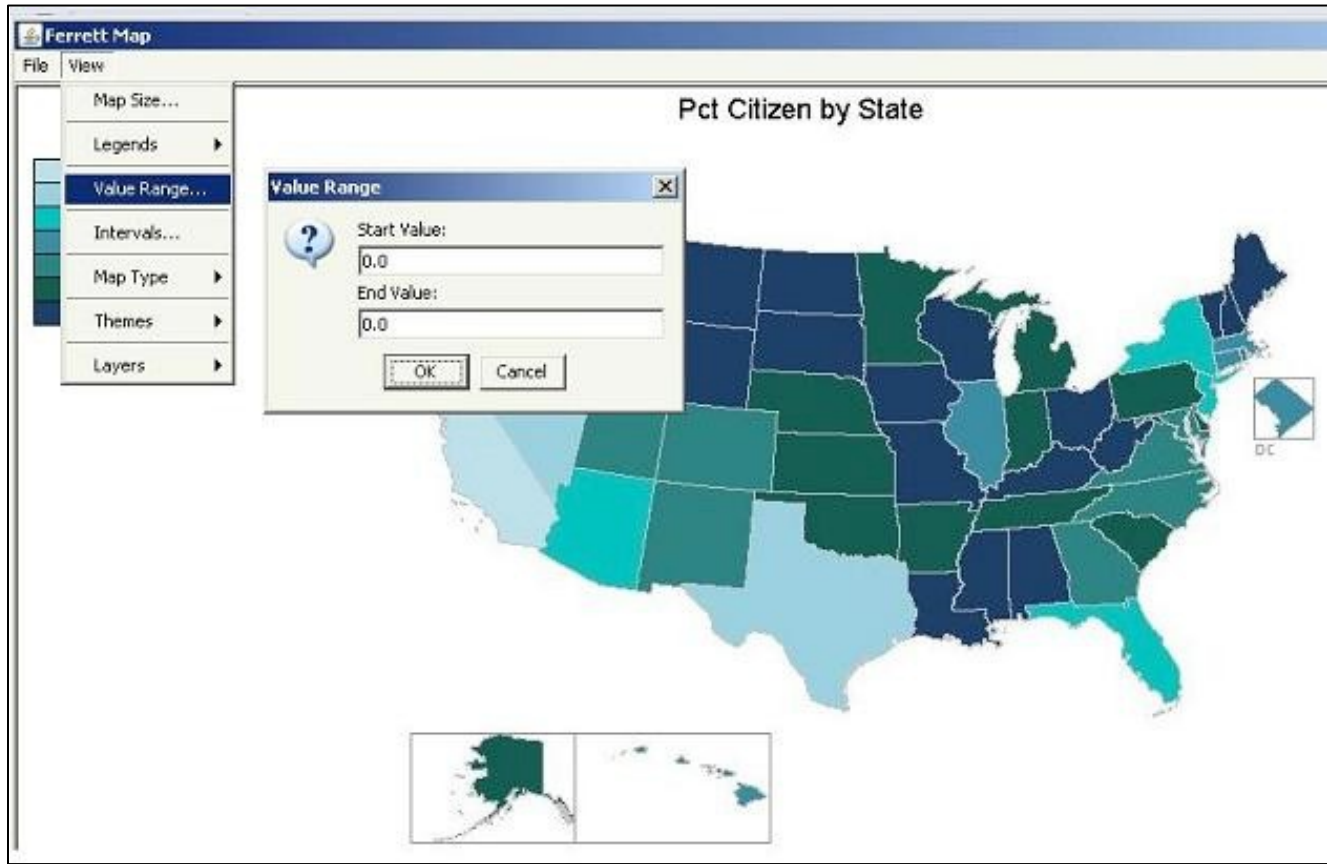 Ferrett Map
File View
Map Size...
Legends
Value Range...
Intervals...
Map Type
Themes
Layers
Pct Citizen by State
Value Range
Start Value:
0.0
End Value:
0.0
OK Cancel
DC